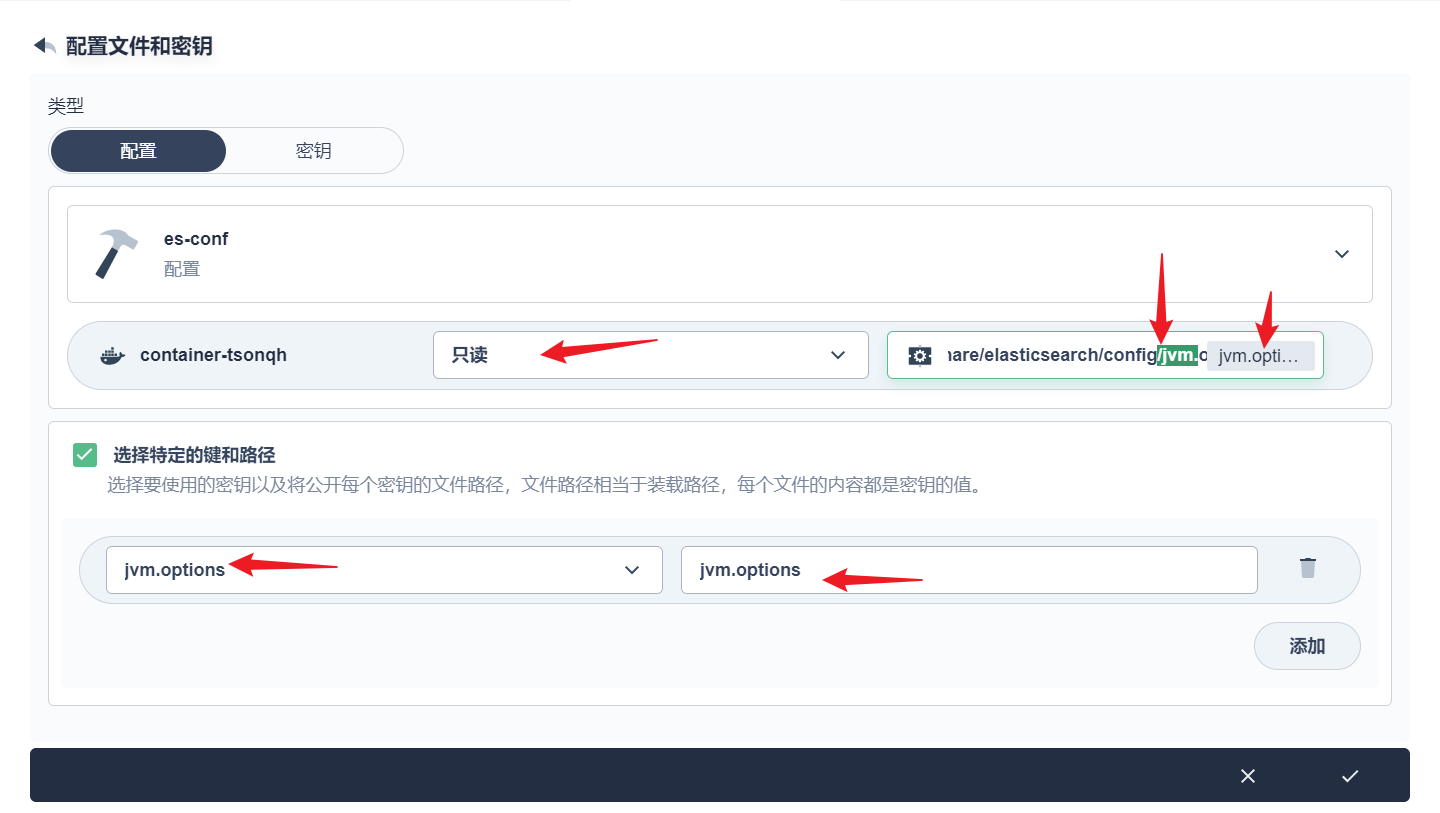 配置文件和密钥
类型
配置 密钥
es-conf
配置
container-tsonqh 只读 hare/elasticsearch/config/jvm.o jvm.opti…
选择特定的键和路径
选择要使用的密钥以及将公开每个密钥的文件路径，文件路径相当于装载路径，每个文件的内容都是密钥的值。
jvm.options jvm.options
添加